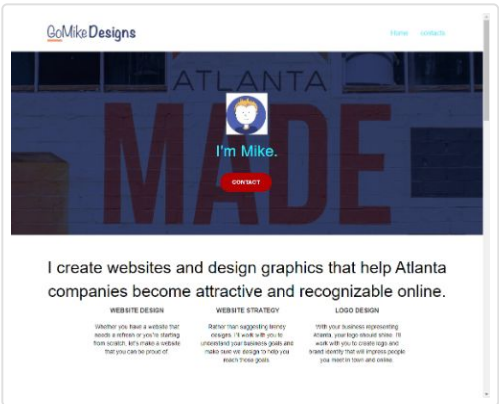 GoMike Designs
Home contacts
ATLANTA
MADE
I'm Mike.
CONTACT
I create websites and design graphics that help Atlanta
companies become attractive and recognizable online.
WEBSITE DESIGN
Whether you have a website that
needs a refresh or you're starting
from scratch, let's make a website
that you can be proud of.
WEBSITE STRATEGY
Rather than suggesting trendy
designs, I'll work with you to
understand your business goals and
make sure we design to help you
reach those goals.
LOGO DESIGN
With your business representing
Atlanta, your logo should shine. I'll
work with you to create logo and
brand identity that will impress people
you meet in town and online.